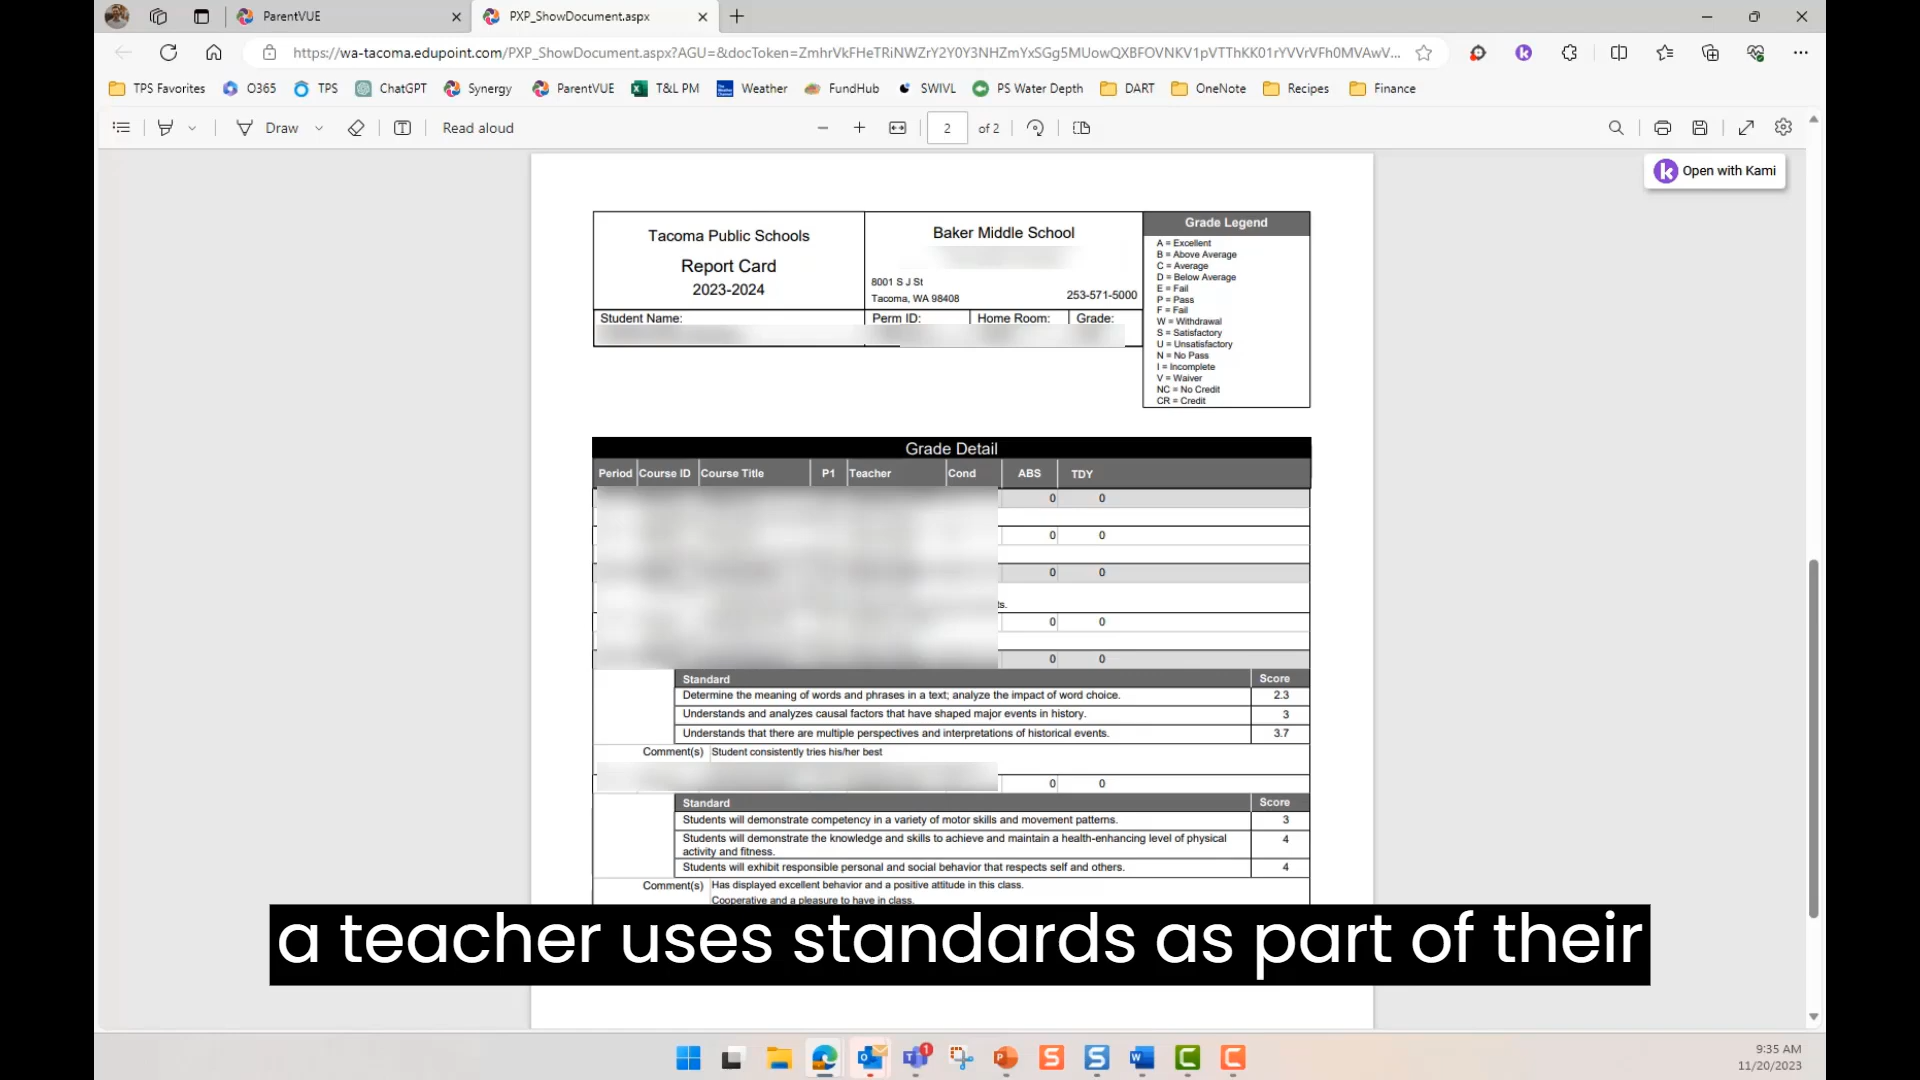 ParentVUE
PXP_ShowDocument.aspx
https://wa-tacoma.edupoint.com/PXP_ShowDocument.aspx?AGU=&docToken=ZmhrVkFHeTRiNWZrY2Y0Y3NHZmYxSGg5MUowQXBFOVNKV1pVTThKK01rYVVrVFh0MVAwV...
TPS Favorites O365 TPS ChatGPT Synergy ParentVUE T&L PM Weather FundHub SWIVL PS Water Depth DART OneNote Recipes Finance
Draw Read aloud 2 of 2
Open with Kami
Tacoma Public Schools
Report Card
2023-2024
Baker Middle School
8001 S J St
Tacoma, WA 98408 253-571-5000
Student Name: Perm ID: Home Room: Grade:
Grade Legend
A = Excellent
B = Above Average
C = Average
D = Below Average
E = Fail
P = Pass
F = Fail
W = Withdrawal
S = Satisfactory
U = Unsatisfactory
N = No Pass
I = Incomplete
V = Waiver
NC = No Credit
CR = Credit
Grade Detail
Period Course ID Course Title P1 Teacher Cond ABS TDY
0 0
0 0
0 0
ts.
0 0
0 0
Standard Score
Determine the meaning of words and phrases in a text; analyze the impact of word choice. 2.3
Understands and analyzes causal factors that have shaped major events in history. 3
Understands that there are multiple perspectives and interpretations of historical events. 3.7
Comment(s) Student consistently tries his/her best
0 0
Standard Score
Students will demonstrate competency in a variety of motor skills and movement patterns. 3
Students will demonstrate the knowledge and skills to achieve and maintain a health-enhancing level of physical 4
activity and fitness.
Students will exhibit responsible personal and social behavior that respects self and others. 4
Comment(s) Has displayed excellent behavior and a positive attitude in this class.
Cooperative and a pleasure to have in class.
a teacher uses standards as part of their
9:35 AM
11/20/2023